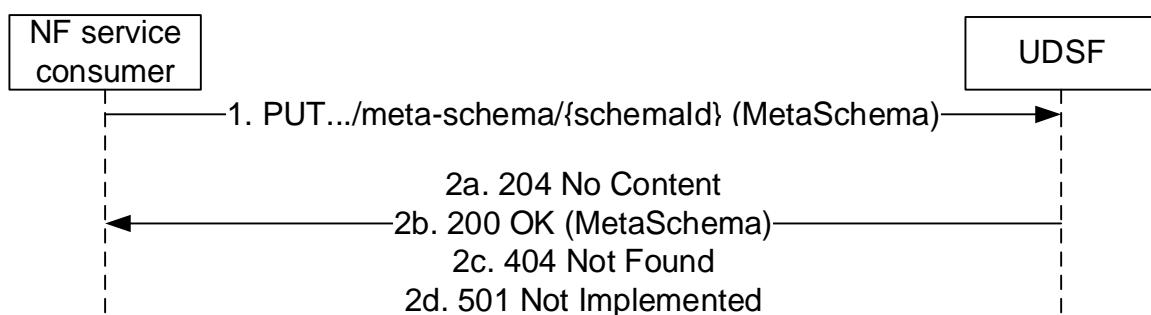 NF service
consumer
UDSF
1. PUT.../meta-schema/{schemaId} (MetaSchema)
2a. 204 No Content
2b. 200 OK (MetaSchema)
2c. 404 Not Found
2d. 501 Not Implemented